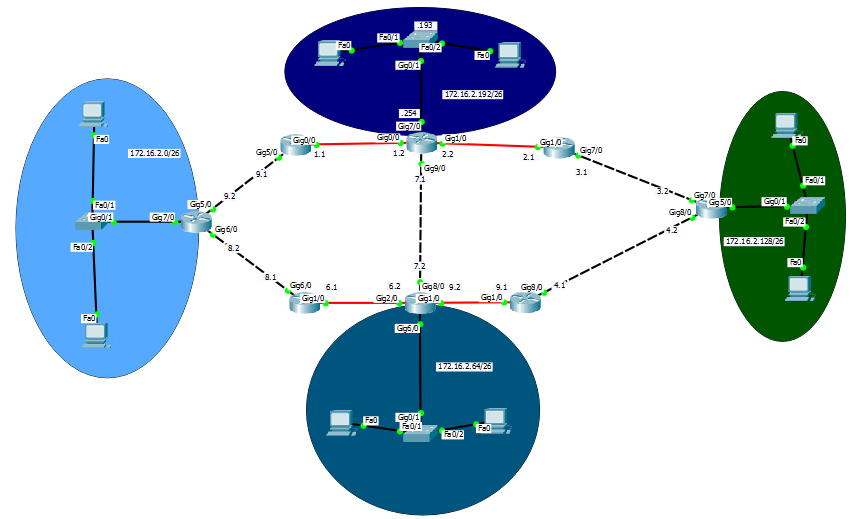 .193
Fa0
Fa0/1
Fa0/2
Fa0
Gig0/1
172.16.2.192/26
.254
Gig7/0
Gig0/0
Gig0/0
Gig1/0
Gig1/0
Gig5/0
1.1
1.2
2.2
2.1
Gig7/0
9.1
Gig9/0
7.1
3.1
Fa0
172.16.2.0/26
Fa0/1
Gig0/1
Gig7/0
Fa0/2
Fa0
Gig5/0
9.2
Gig6/0
8.2
8.1
3.2
Gig7/0
Gig5/0
Gig8/0
4.2
Gig0/1
Fa0
Fa0/1
Fa0/2
172.16.2.128/26
Fa0
7.2
Gig6/0
6.1
6.2
Gig8/0
9.2
9.1
Gig8/0
4.1
Gig1/0
Gig2/0
Gig1/0
Gig1/0
Gig6/0
172.16.2.64/26
Gig0/1
Fa0
Fa0/1
Fa0/2
Fa0